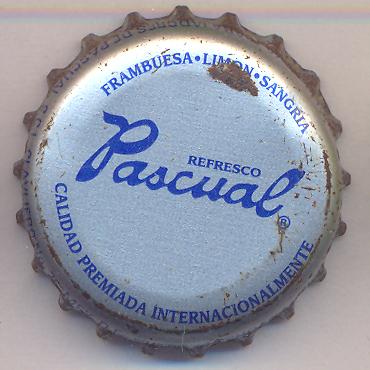 FRAMBUESA • LIMON • SANGRIA
REFRESCO
Pascual ®
CALIDAD PREMIADA INTERNACIONALMENTE